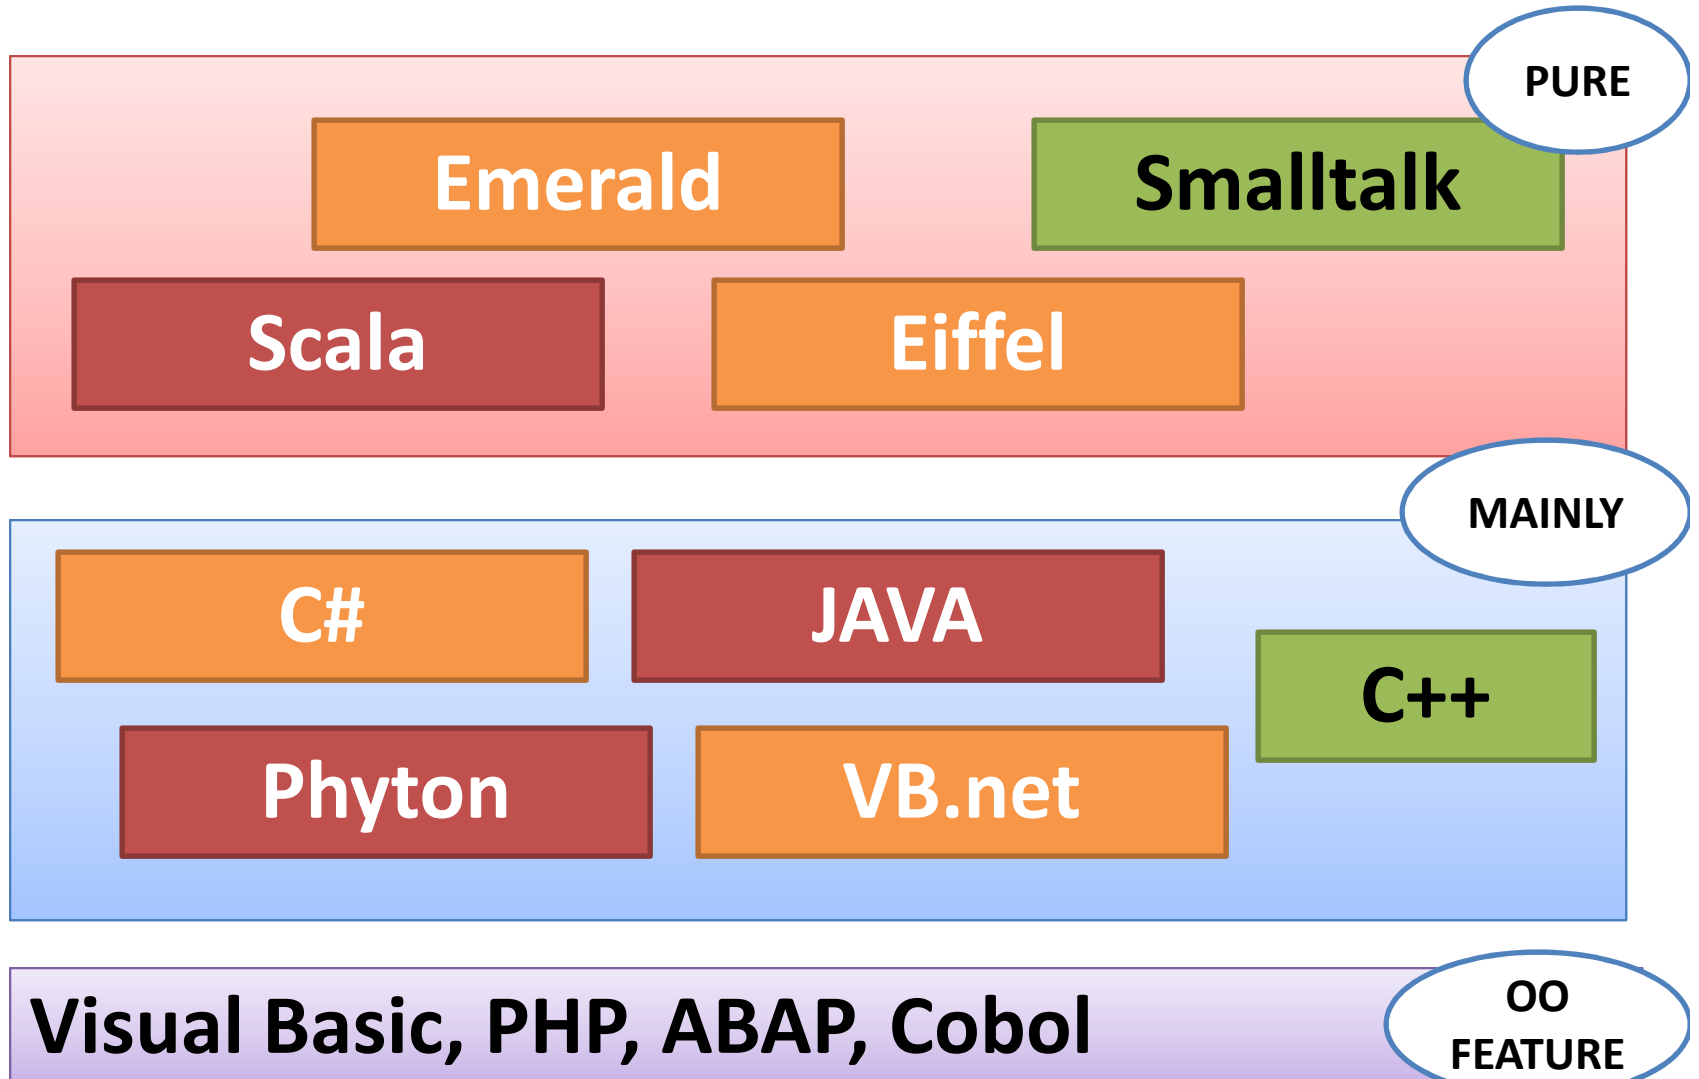 PURE
Emerald
Smalltalk
Scala
Eiffel
MAINLY
C#
JAVA
C++
Phyton
VB.net
Visual Basic, PHP, ABAP, Cobol
OO
FEATURE